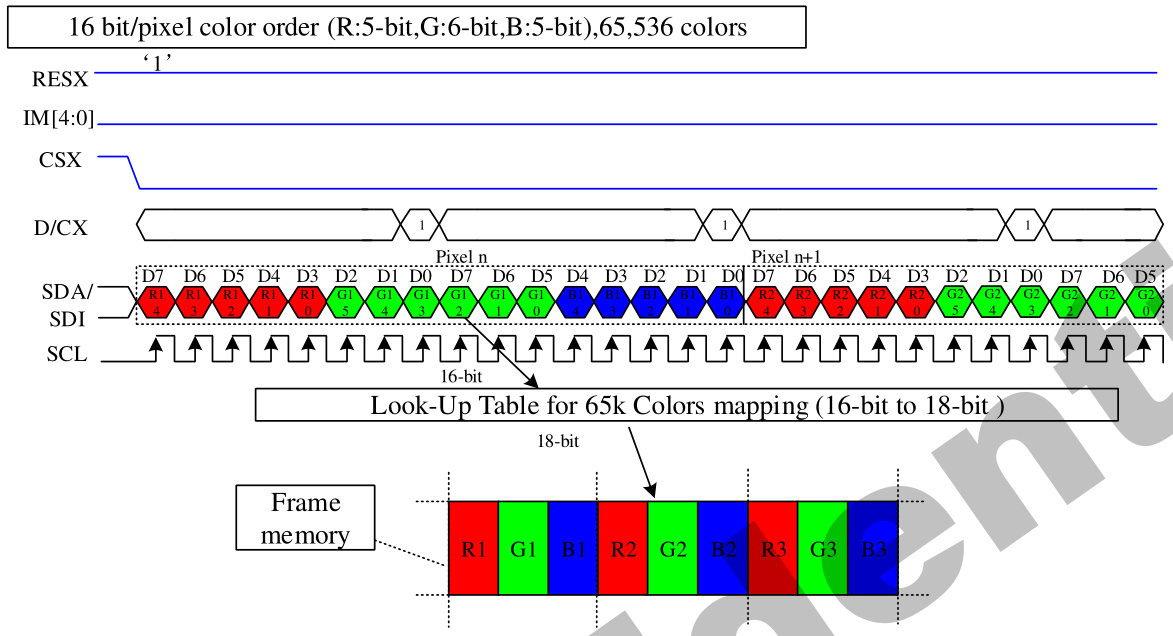 16 bit/pixel color order (R:5-bit,G:6-bit,B:5-bit),65,536 colors
‘1’
RESX
IM[4:0]
CSX
D/CX 1 1 1
Pixel n Pixel n+1
D7 D6 D5 D4 D3 D2 D1 D0 D7 D6 D5 D4 D3 D2 D1 D0 D7 D6 D5 D4 D3 D2 D1 D0 D7 D6 D5
SDA/ R1 R1 R1 R1 R1 G1 G1 G1 G1 G1 G1 B1 B1 B1 B1 B1 R2 R2 R2 R2 R2 G2 G2 G2 G2 G2 G2
SDI 4 3 2 1 0 5 4 3 2 1 0 4 3 2 1 0 4 3 2 1 0 5 4 3 2 1 0
SCL
16-bit
Look-Up Table for 65k Colors mapping (16-bit to 18-bit )
18-bit
Frame
memory
R1 G1 B1 R2 G2 B2 R3 G3 B3